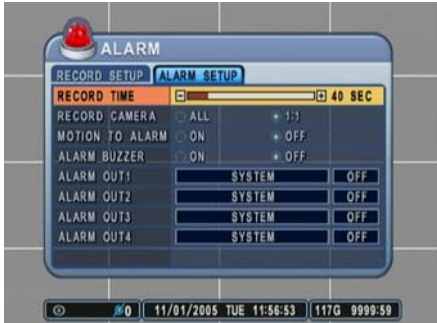 ALARM
RECORD SETUP ALARM SETUP
RECORD TIME 40 SEC
RECORD CAMERA ALL 1:1
MOTION TO ALARM ON OFF
ALARM BUZZER ON OFF
ALARM OUT1 SYSTEM OFF
ALARM OUT2 SYSTEM OFF
ALARM OUT3 SYSTEM OFF
ALARM OUT4 SYSTEM OFF
0 11/01/2005 TUE 11:56:53 117G 9999:59